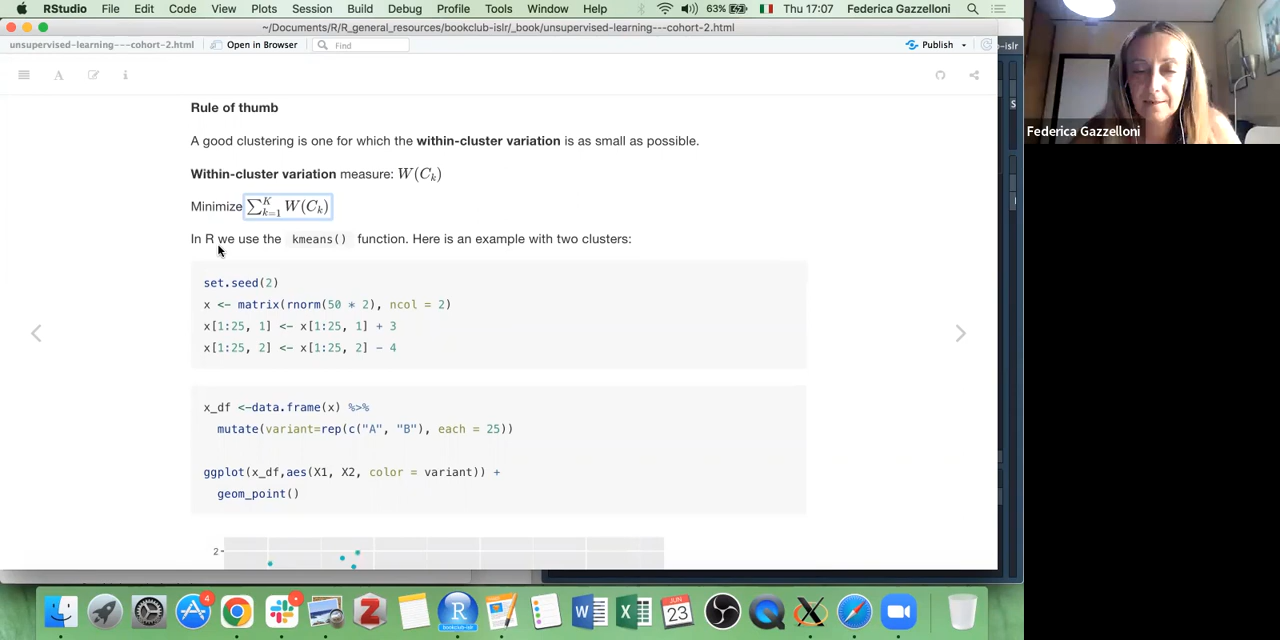 RStudio File Edit Code View Plots Session Build Debug Profile Tools Window Help 63% Thu 17:07 Federica Gazzelloni
~/Documents/R/R_general_resources/bookclub-islr/_book/unsupervised-learning---cohort-2.html
unsupervised-learning---cohort-2.html Open in Browser Find Publish
Rule of thumb
A good clustering is one for which the within-cluster variation is as small as possible.
Within-cluster variation measure: W(C_k)
Minimize ∑_{k=1}^{K} W(C_k)
In R we use the kmeans() function. Here is an example with two clusters:
set.seed(2)
x <- matrix(rnorm(50 * 2), ncol = 2)
x[1:25, 1] <- x[1:25, 1] + 3
x[1:25, 2] <- x[1:25, 2] - 4
x_df <-data.frame(x) %>%
mutate(variant=rep(c("A", "B"), each = 25))
ggplot(x_df,aes(X1, X2, color = variant)) +
geom_point()
2
Federica Gazzelloni
4
JUN
23